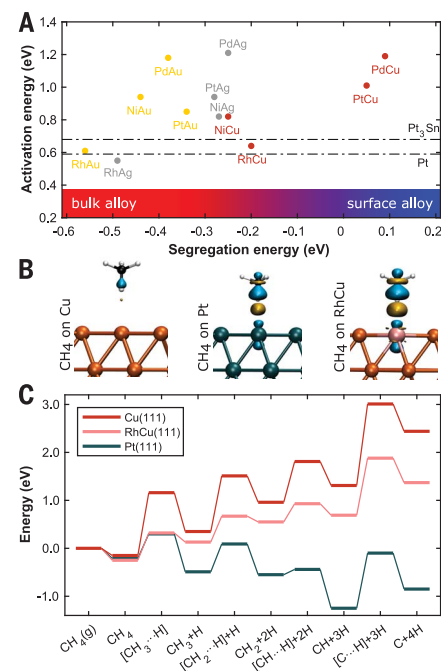 A
Activation energy (eV)
1.4
1.2
1.0
0.8
0.6
0.4
0.2
PdAg
PdAu
PdCu
PtAg
PtCu
NiAu
NiAg
PtAu
NiCu
Pt₃Sn
RhCu
Pt
RhAu
RhAg
bulk alloy
surface alloy
-0.6 -0.5 -0.4 -0.3 -0.2 -0.1 0.0 0.1 0.2
Segregation energy (eV)
B
CH₄ on Cu
CH₄ on Pt
CH₄ on RhCu
C
Energy (eV)
3.0
2.0
1.0
0.0
-1.0
Cu(111)
RhCu(111)
Pt(111)
CH₄(g)
CH₄
[CH₃···H]
CH₃+H
[CH₂···H]+H
CH₂+2H
[CH···H]+2H
CH+3H
[C···H]+3H
C+4H